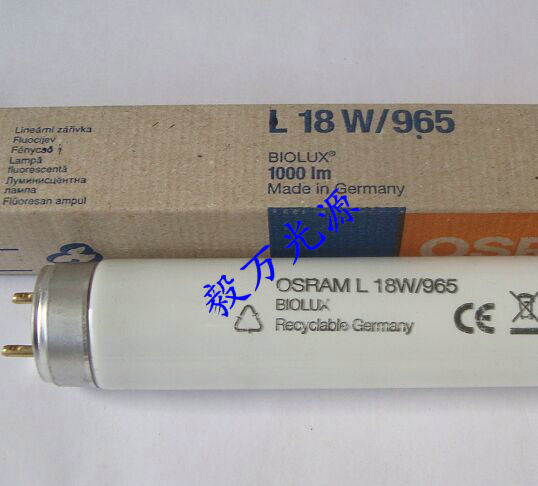 Lineární zářivka
Fluocijev
Fénycső
Lampă
fluorescentă
Луминисцентна
лампа
Flüoresan ampul
L 18 W/965
BIOLUX®
1000 lm
Made in Germany
OSR
毅万光源
OSRAM L 18W/965
BIOLUX
Recyclable Germany
CE